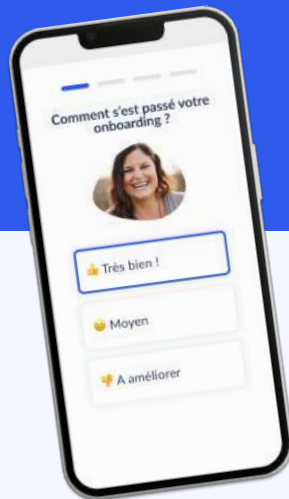 Comment s'est passé votre
onboarding ?
👍 Très bien !
😀 Moyen
👎 A améliorer